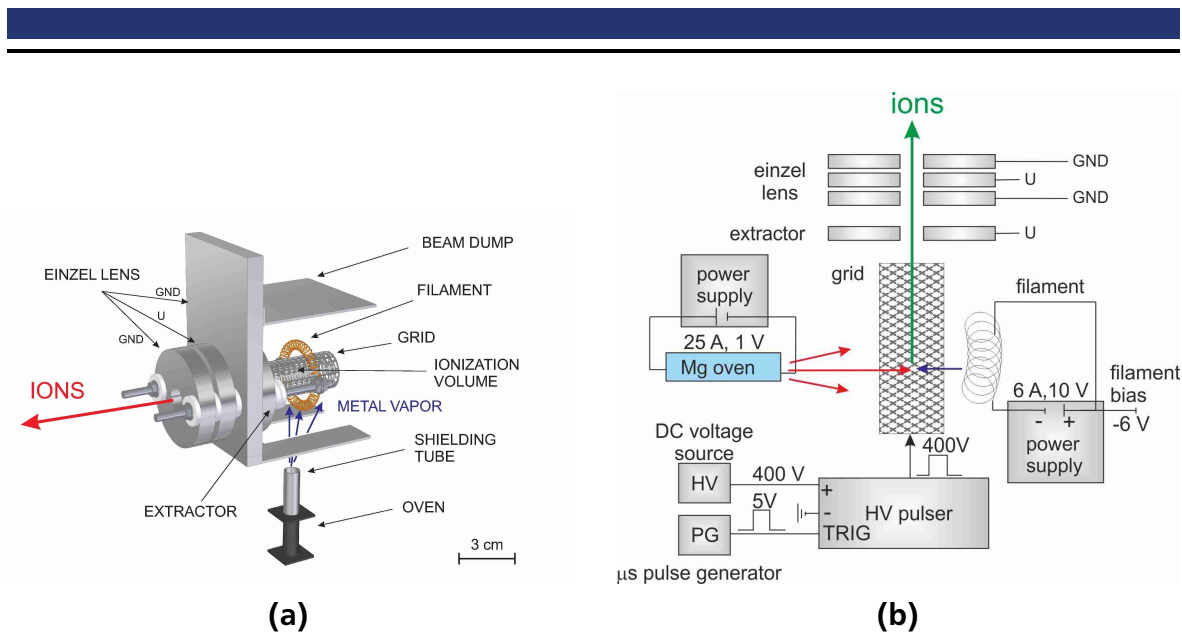 BEAM DUMP
EINZEL LENS
GND
U
GND
FILAMENT
GRID
IONIZATION
VOLUME
IONS
METAL VAPOR
SHIELDING
TUBE
EXTRACTOR
OVEN
3 cm
(a)
ions
einzel
lens
GND
U
GND
extractor
U
power
supply
grid
filament
25 A, 1 V
Mg oven
6 A,10 V
- +
power
supply
filament
bias
-6 V
DC voltage
source
400V
HV
400 V
+
-
HV pulser
5V
PG
TRIG
µs pulse generator
(b)